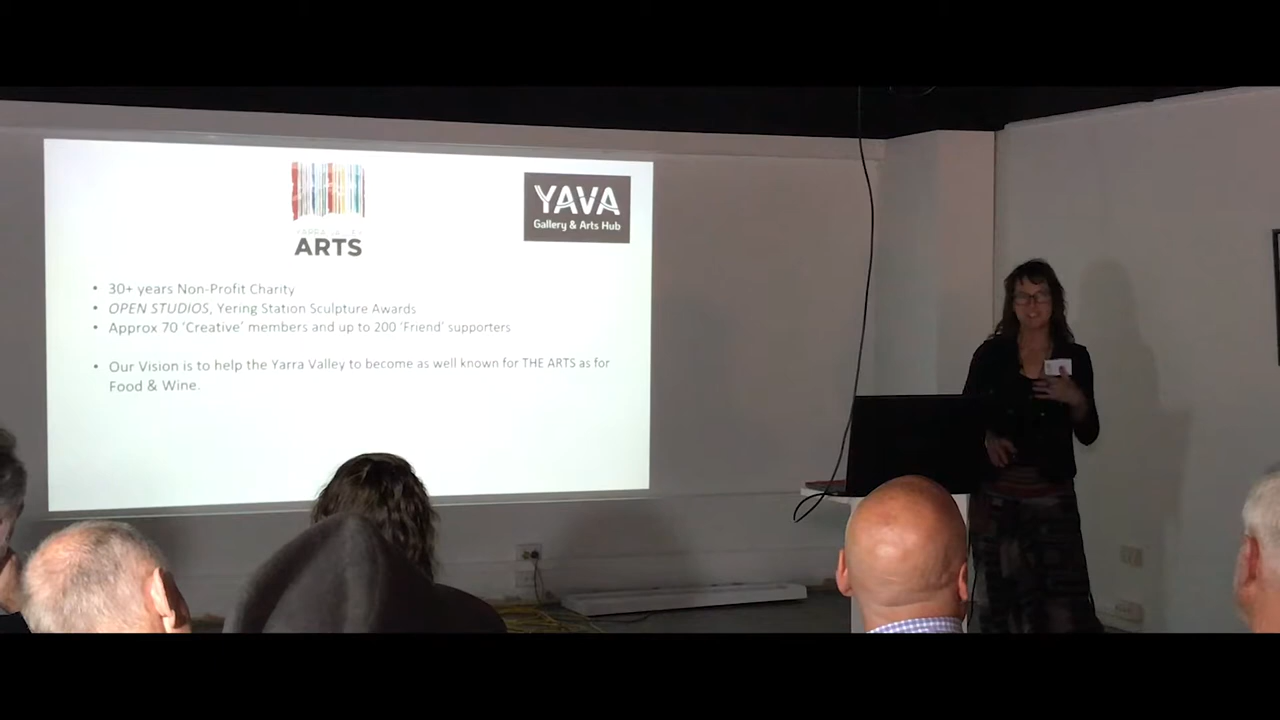 YARRA VALLEY
ARTS
YAVA
Gallery & Arts Hub
• 30+ years Non-Profit Charity
• OPEN STUDIOS, Yering Station Sculpture Awards
• Approx 70 ‘Creative’ members and up to 200 ‘Friend’ supporters
• Our Vision is to help the Yarra Valley to become as well known for THE ARTS as for
Food & Wine.